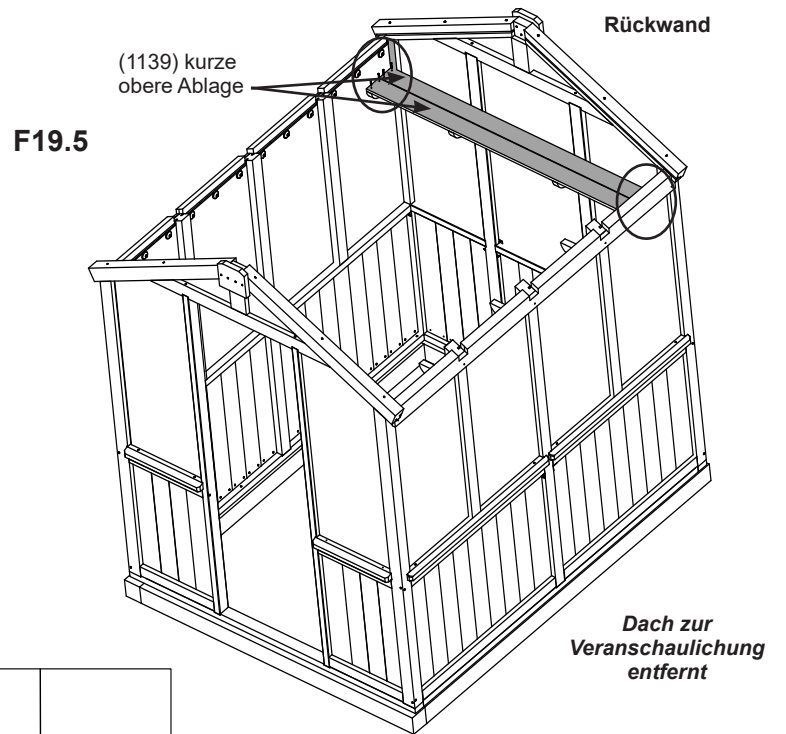 Rückwand
(1139) kurze
obere Ablage
F19.5
Dach zur
Veranschaulichung
entfernt